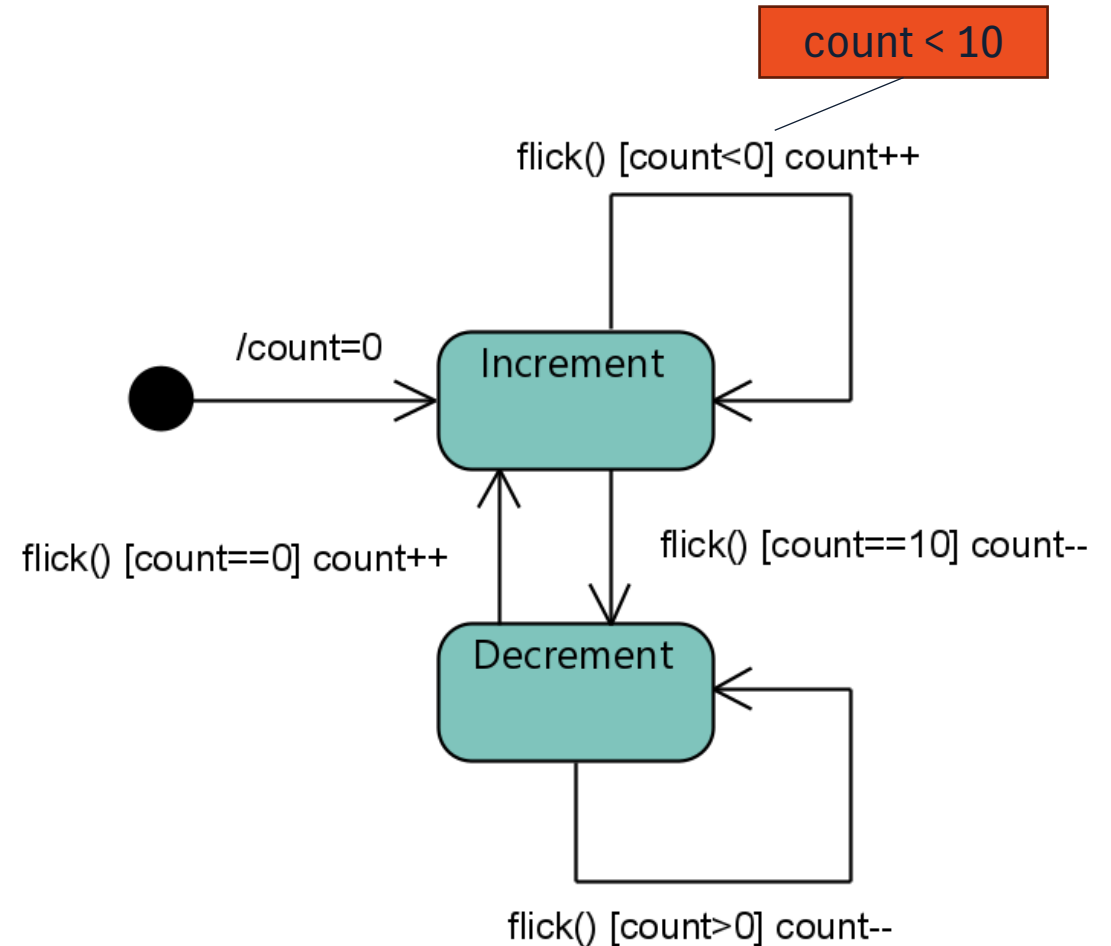 count < 10
flick() [count<0] count++
/count=0
Increment
flick() [count==0] count++
flick() [count==10] count--
Decrement
flick() [count>0] count--